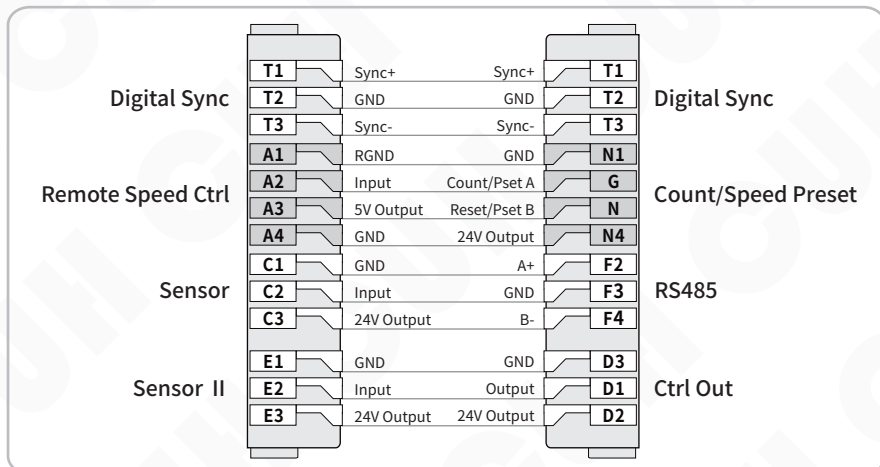 T1 Sync+ Sync+ T1
Digital Sync T2 GND GND T2 Digital Sync
T3 Sync- Sync- T3
A1 RGND GND N1
A2 Input Count/Pset A G
Remote Speed Ctrl Count/Speed Preset
A3 5V Output Reset/Pset B N
A4 GND 24V Output N4
C1 GND A+ F2
Sensor C2 Input GND F3 RS485
C3 24V Output B- F4
E1 GND GND D3
Sensor II E2 Input Output D1 Ctrl Out
E3 24V Output 24V Output D2